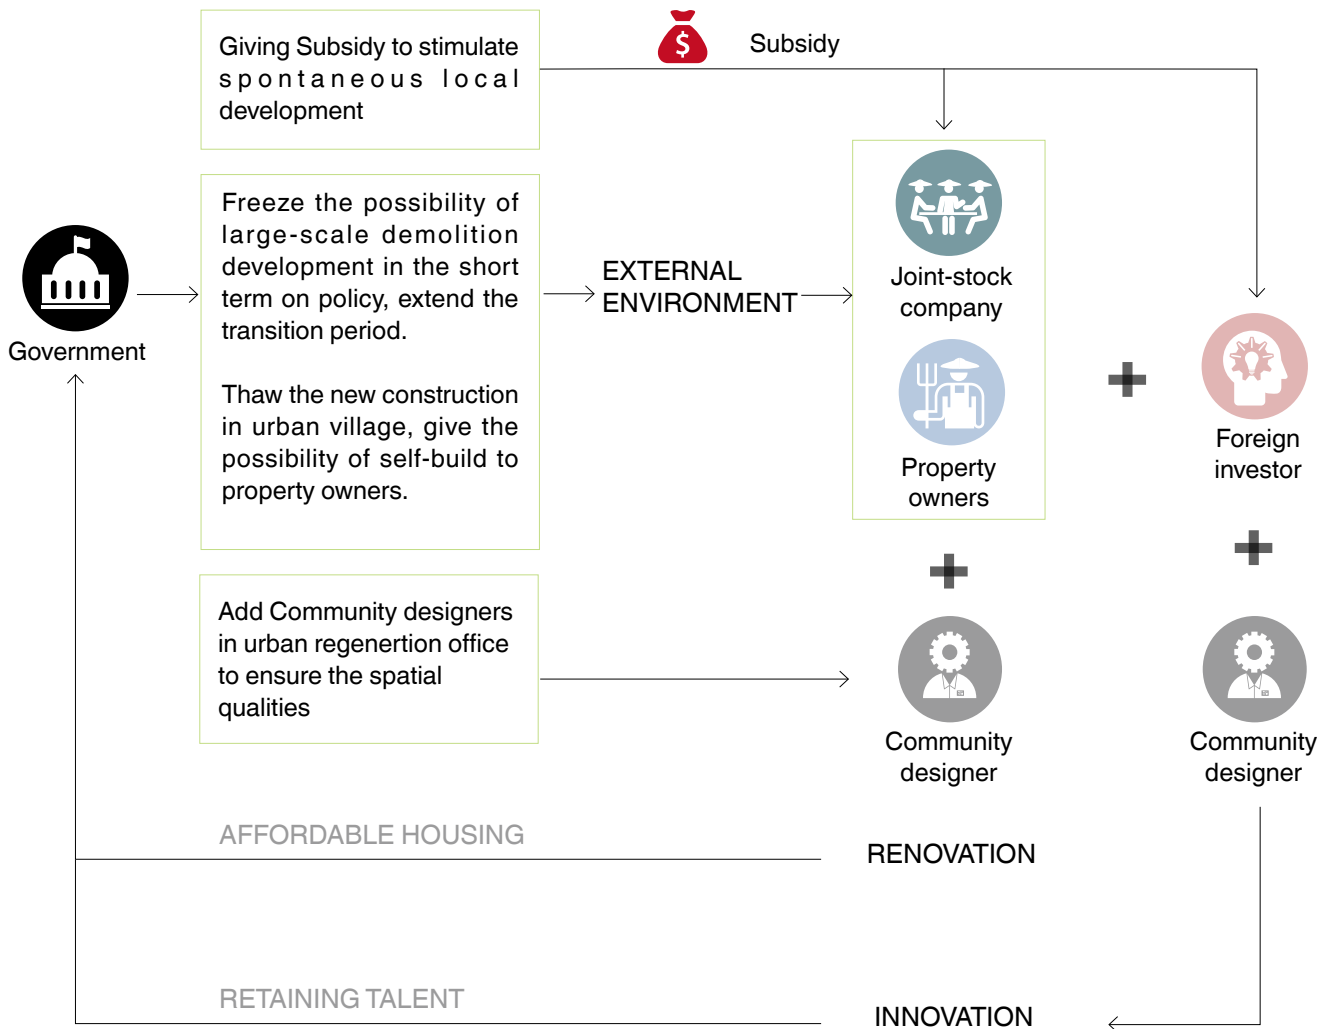 Giving Subsidy to stimulate
spontaneous local
development
$
Subsidy
Freeze the possibility of
large-scale demolition
development in the short
term on policy, extend the
transition period.
Thaw the new construction
in urban village, give the
possibility of self-build to
property owners.
Government
EXTERNAL
ENVIRONMENT
Joint-stock
company
Property
owners
Foreign
investor
Add Community designers
in urban regenertion office
to ensure the spatial
qualities
Community
designer
Community
designer
AFFORDABLE HOUSING
RENOVATION
RETAINING TALENT
INNOVATION